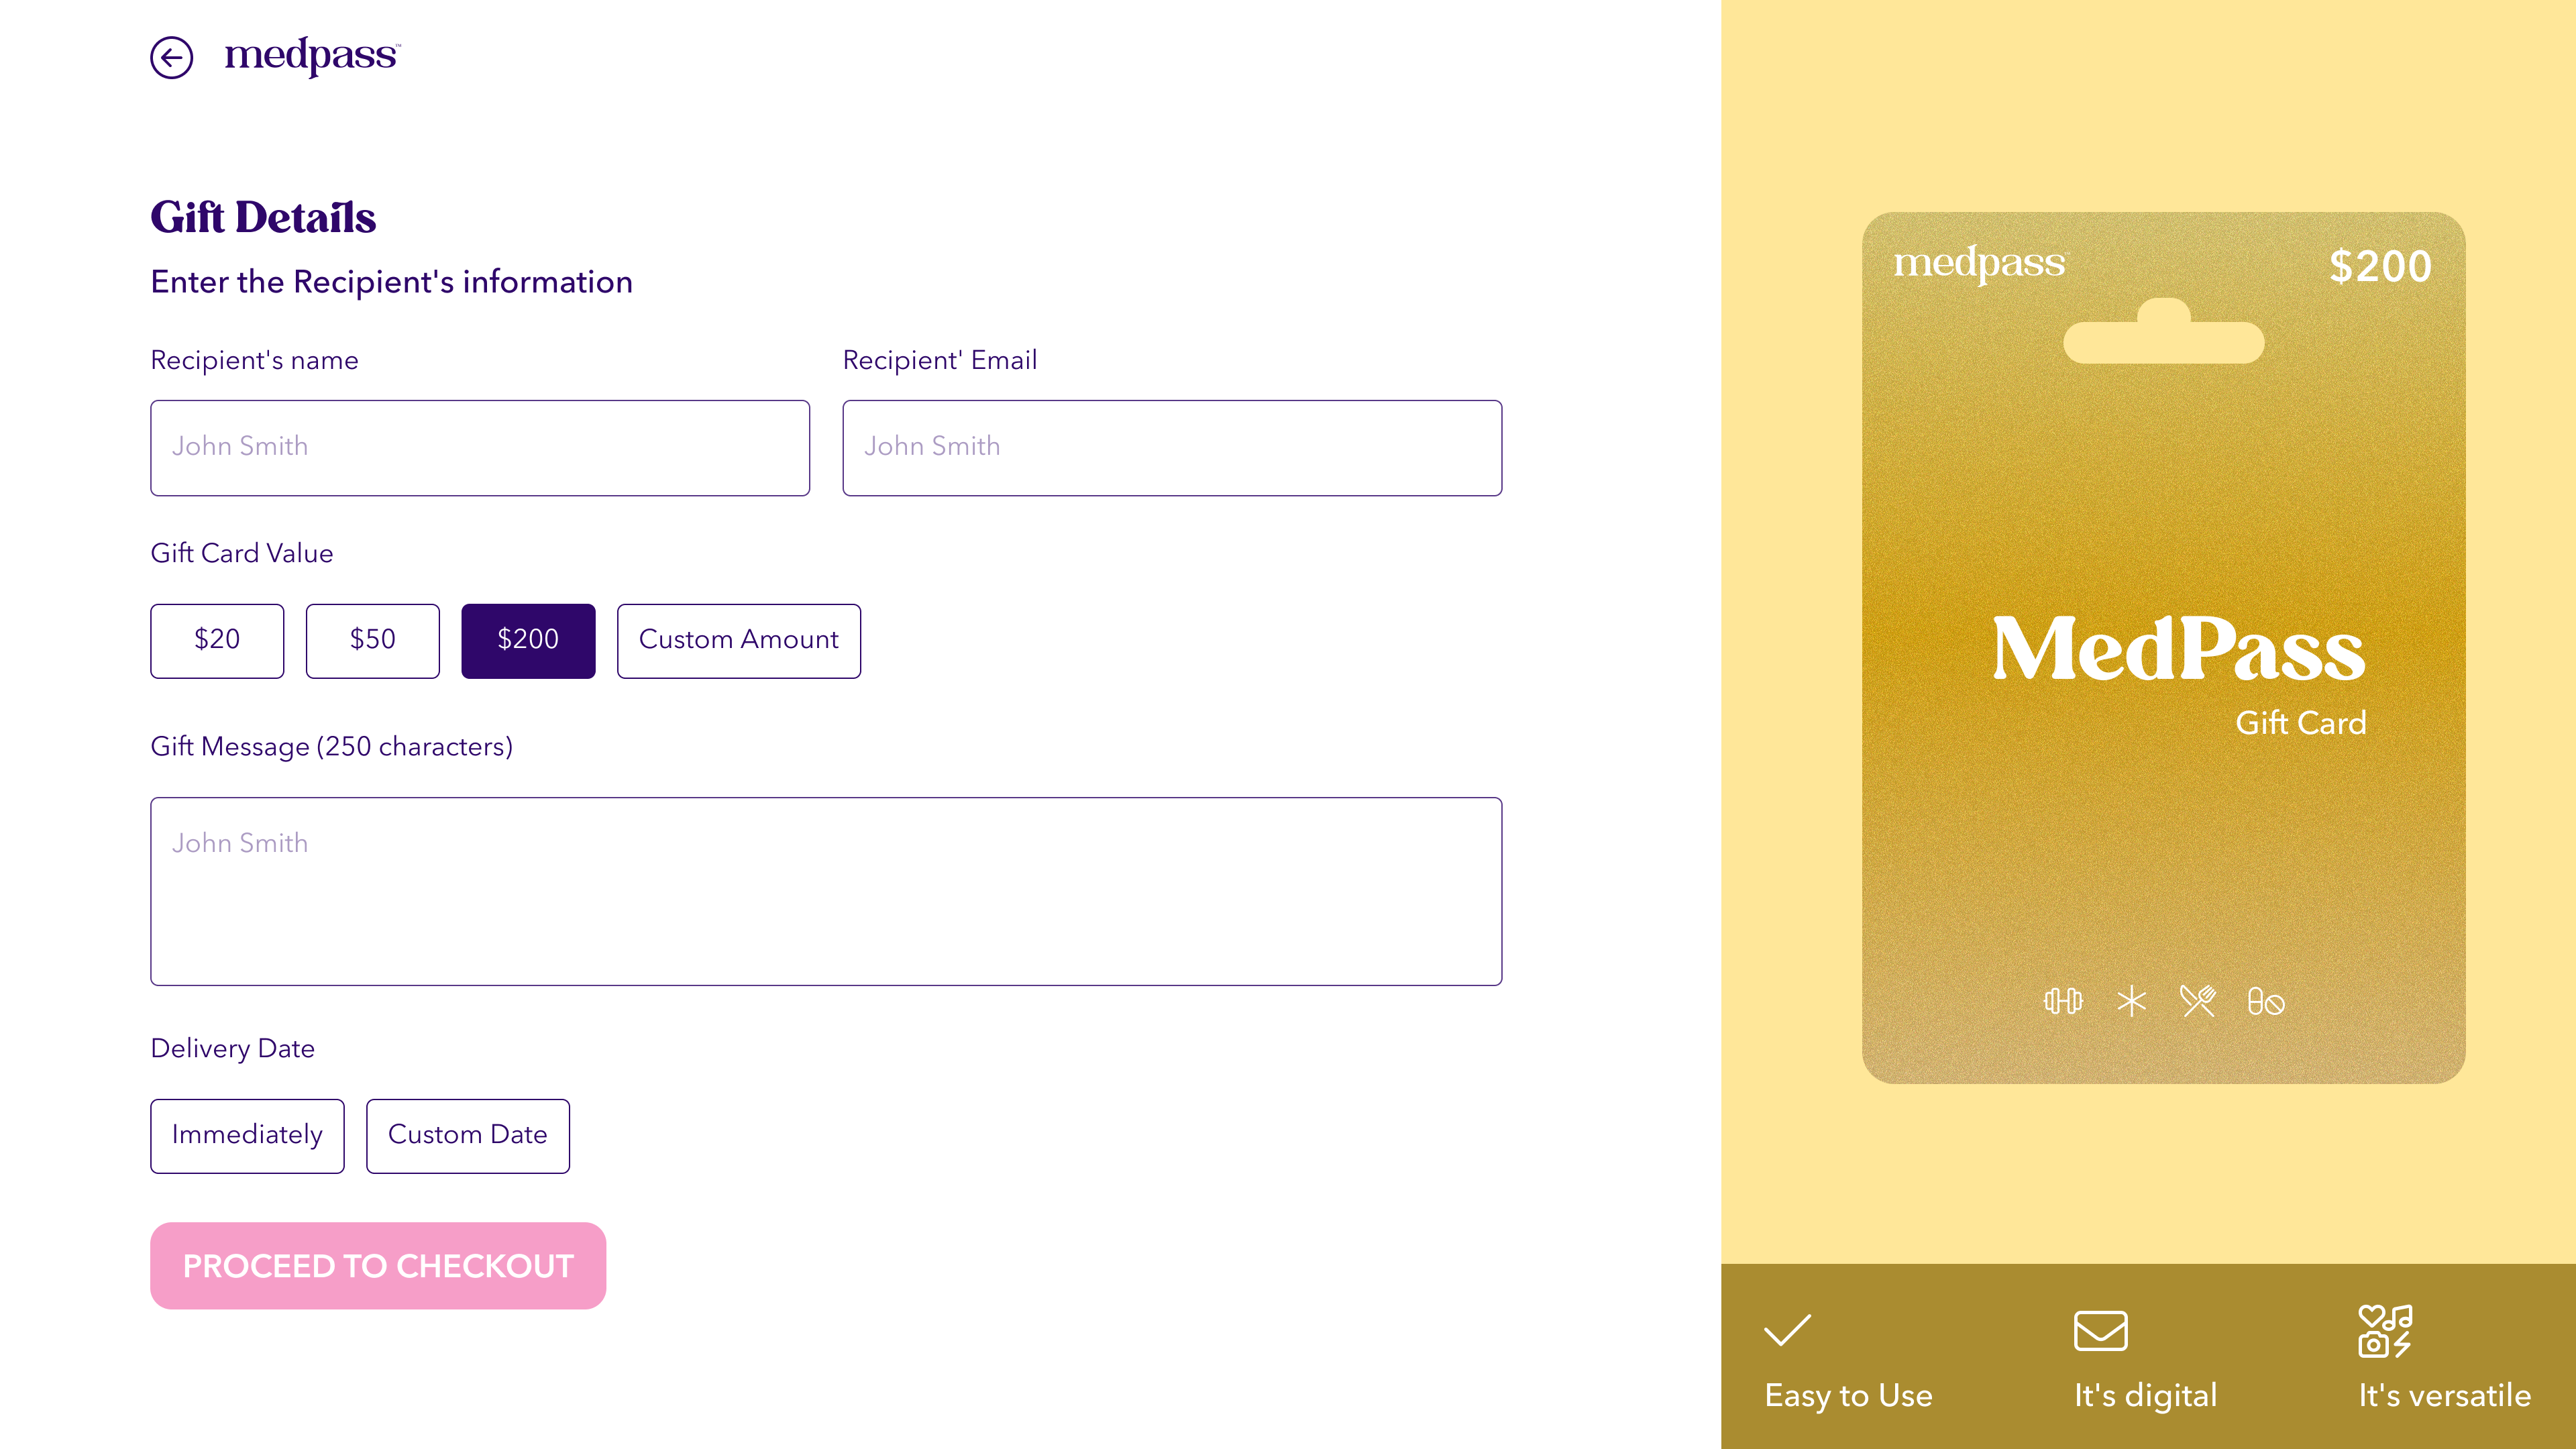 medpass™
Gift Details
Enter the Recipient's information
Recipient's name
Recipient' Email
John Smith
John Smith
Gift Card Value
$20
$50
$200
Custom Amount
Gift Message (250 characters)
John Smith
Delivery Date
Immediately
Custom Date
PROCEED TO CHECKOUT
medpass
$200
MedPass
Gift Card
Easy to Use
It's digital
It's versatile